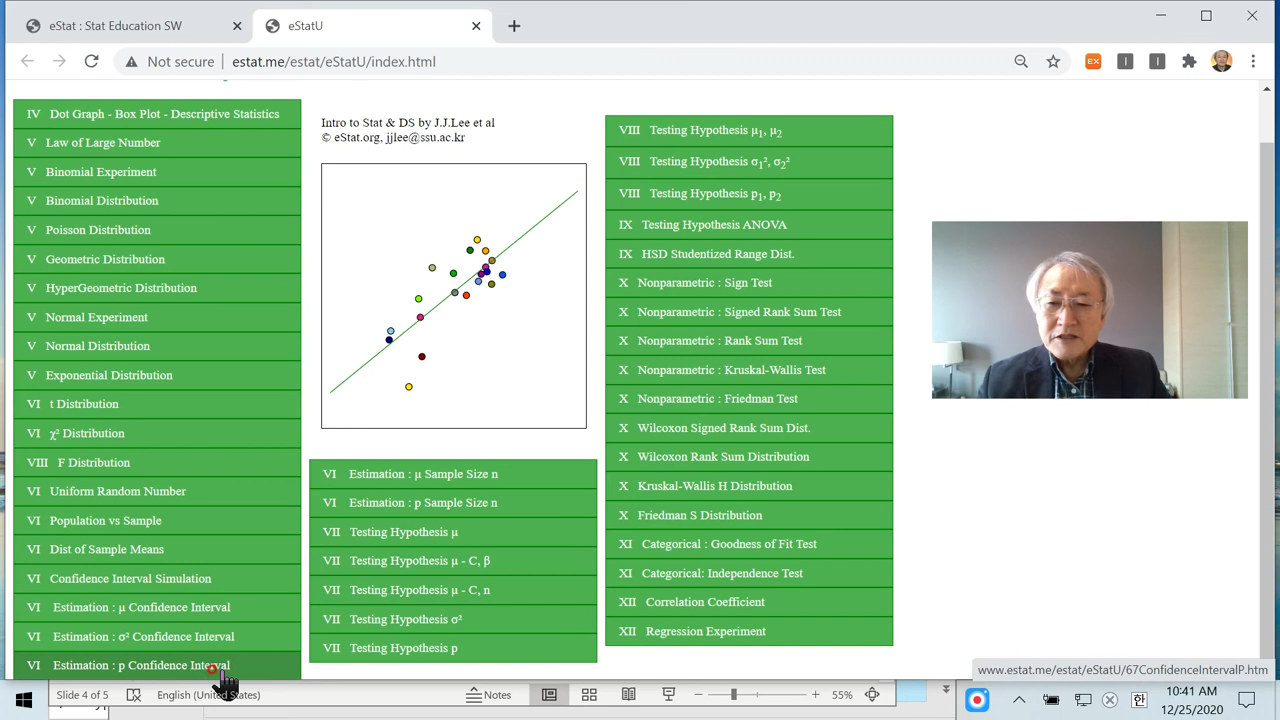 eStat : Stat Education SW
eStatU
Not secure
estat.me/estat/eStatU/index.html
EX
IV Dot Graph - Box Plot - Descriptive Statistics
V Law of Large Number
V Binomial Experiment
V Binomial Distribution
V Poisson Distribution
V Geometric Distribution
V HyperGeometric Distribution
V Normal Experiment
V Normal Distribution
V Exponential Distribution
VI t Distribution
VI χ² Distribution
VIII F Distribution
VI Uniform Random Number
VI Population vs Sample
VI Dist of Sample Means
VI Confidence Interval Simulation
VI Estimation : μ Confidence Interval
VI Estimation : σ² Confidence Interval
VI Estimation : p Confidence Interval
Intro to Stat & DS by J.J.Lee et al
© eStat.org, jjlee@ssu.ac.kr
VI Estimation : μ Sample Size n
VI Estimation : p Sample Size n
VII Testing Hypothesis μ
VII Testing Hypothesis μ - C, β
VII Testing Hypothesis μ - C, n
VII Testing Hypothesis σ²
VII Testing Hypothesis p
VIII Testing Hypothesis μ₁, μ₂
VIII Testing Hypothesis σ₁², σ₂²
VIII Testing Hypothesis p₁, p₂
IX Testing Hypothesis ANOVA
IX HSD Studentized Range Dist.
X Nonparametric : Sign Test
X Nonparametric : Signed Rank Sum Test
X Nonparametric : Rank Sum Test
X Nonparametric : Kruskal-Wallis Test
X Nonparametric : Friedman Test
X Wilcoxon Signed Rank Sum Dist.
X Wilcoxon Rank Sum Distribution
X Kruskal-Wallis H Distribution
X Friedman S Distribution
XI Categorical : Goodness of Fit Test
XI Categorical: Independence Test
XII Correlation Coefficient
XII Regression Experiment
www.estat.me/estat/eStatU/67ConfidenceIntervalP.htm
Slide 4 of 5
English (United States)
Notes
55%
한
10:41 AM
12/25/2020